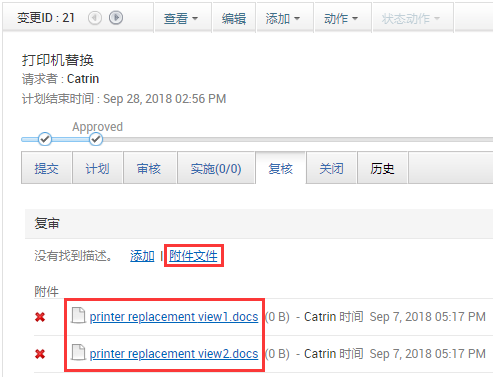 变更ID : 21 查看 编辑 添加 动作 状态动作
打印机替换
请求者 : Catrin
计划结束时间 : Sep 28, 2018 02:56 PM
Approved
提交 计划 审核 实施(0/0) 复核 关闭 历史
复审
没有找到描述。 添加 | 附件文件
附件
printer replacement view1.docs (0 B) - Catrin 时间 Sep 7, 2018 05:17 PM
printer replacement view2.docs (0 B) - Catrin 时间 Sep 7, 2018 05:17 PM